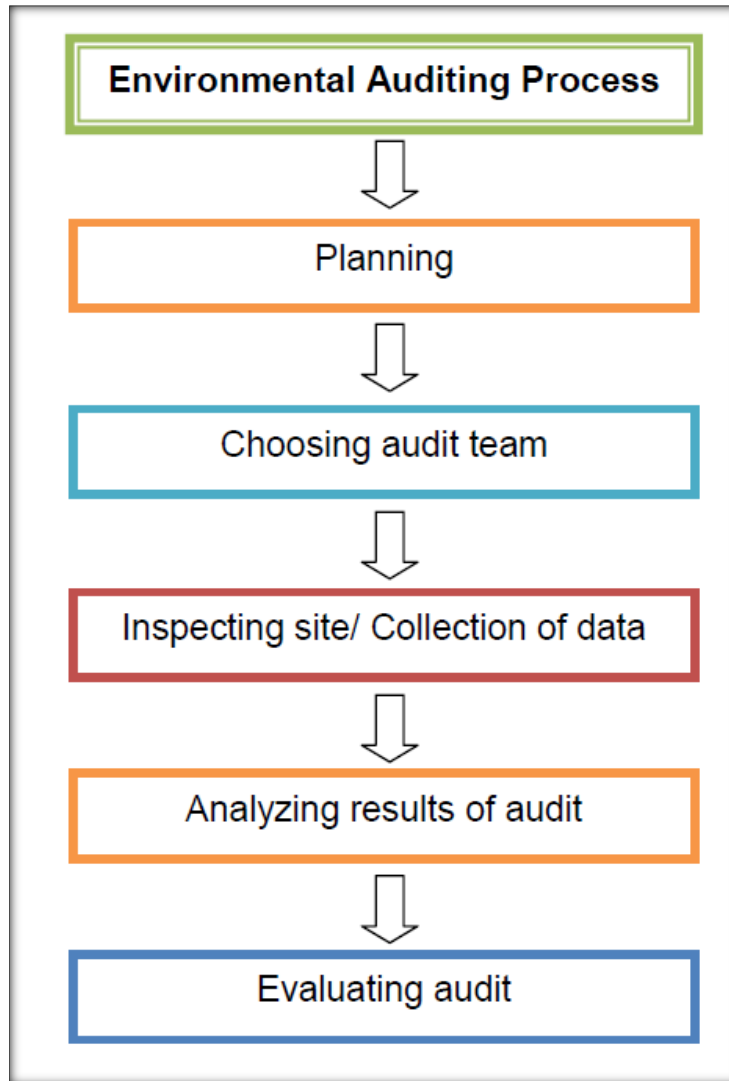 Environmental Auditing Process
Planning
Choosing audit team
Inspecting site/ Collection of data
Analyzing results of audit
Evaluating audit